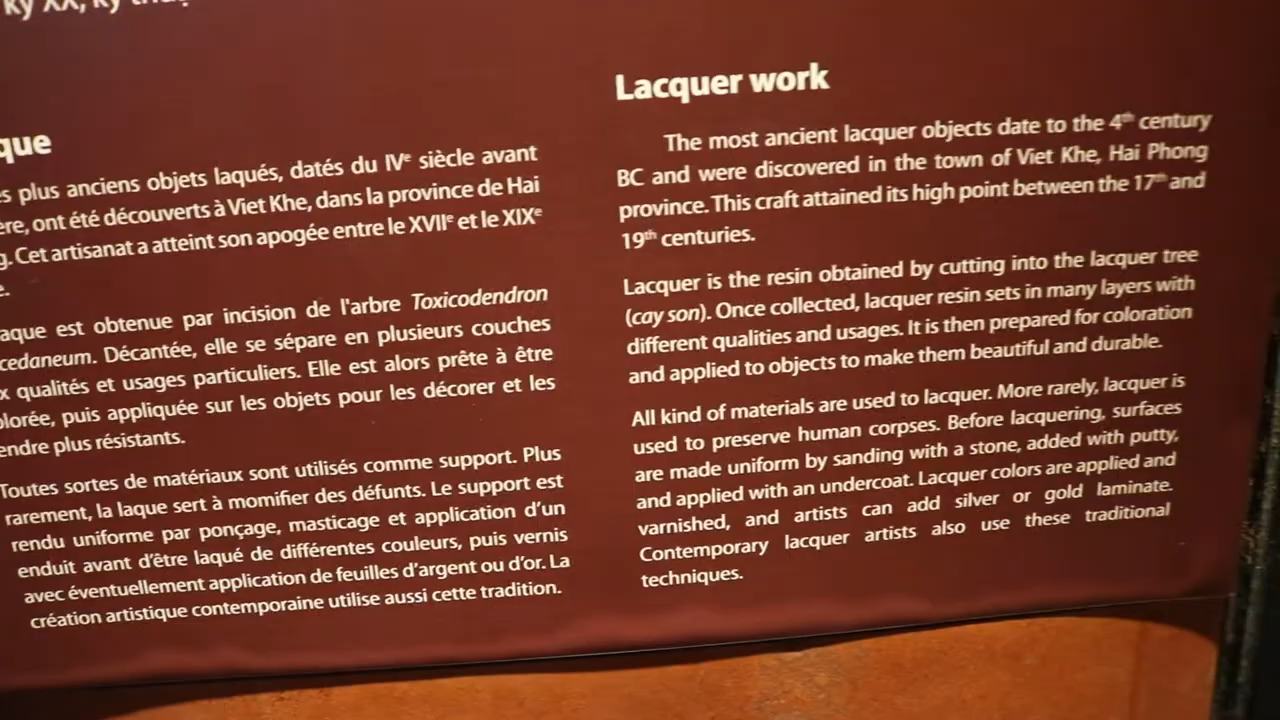 kỷ XX, kỹ
que
plus anciens objets laqués, datés du IVe siècle avant
ont été découverts à Viet Khe, dans la province de Hai
Cet artisanat a atteint son apogée entre le XVIIe et le XIXe
est obtenue par incision de l'arbre Toxicodendron
Décantée, elle se sépare en plusieurs couches
qualités et usages particuliers. Elle est alors prête à être
puis appliquée sur les objets pour les décorer et les
plus résistants.
Toutes sortes de matériaux sont utilisés comme support. Plus
rarement, la laque sert à momifier des défunts. Le support est
rendu uniforme par ponçage, masticage et application d'un
enduit avant d'être laqué de différentes couleurs, puis vernis
avec éventuellement application de feuilles d'argent ou d'or. La
création artistique contemporaine utilise aussi cette tradition.
Lacquer work
The most ancient lacquer objects date to the 4th century
BC and were discovered in the town of Viet Khe, Hai Phong
province. This craft attained its high point between the 17th and
19th centuries.
Lacquer is the resin obtained by cutting into the lacquer tree
(cay son). Once collected, lacquer resin sets in many layers with
different qualities and usages. It is then prepared for coloration
and applied to objects to make them beautiful and durable.
All kind of materials are used to lacquer. More rarely, lacquer is
used to preserve human corpses. Before lacquering, surfaces
are made uniform by sanding with a stone, added with putty,
and applied with an undercoat. Lacquer colors are applied and
varnished, and artists can add silver or gold laminate.
Contemporary lacquer artists also use these traditional
techniques.